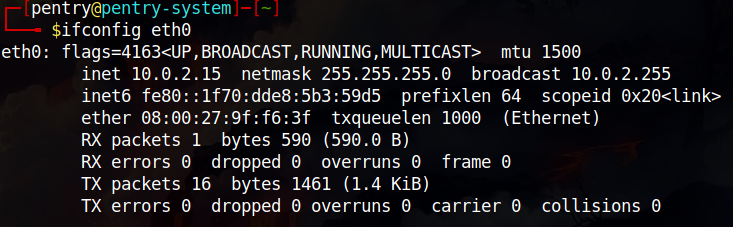 ┌─[pentry@pentry-system]─[~]
└──╼ $ifconfig eth0
eth0: flags=4163<UP,BROADCAST,RUNNING,MULTICAST>  mtu 1500
        inet 10.0.2.15  netmask 255.255.255.0  broadcast 10.0.2.255
        inet6 fe80::1f70:dde8:5b3:59d5  prefixlen 64  scopeid 0x20<link>
        ether 08:00:27:9f:f6:3f  txqueuelen 1000  (Ethernet)
        RX packets 1  bytes 590 (590.0 B)
        RX errors 0  dropped 0  overruns 0  frame 0
        TX packets 16  bytes 1461 (1.4 KiB)
        TX errors 0  dropped 0 overruns 0  carrier 0  collisions 0